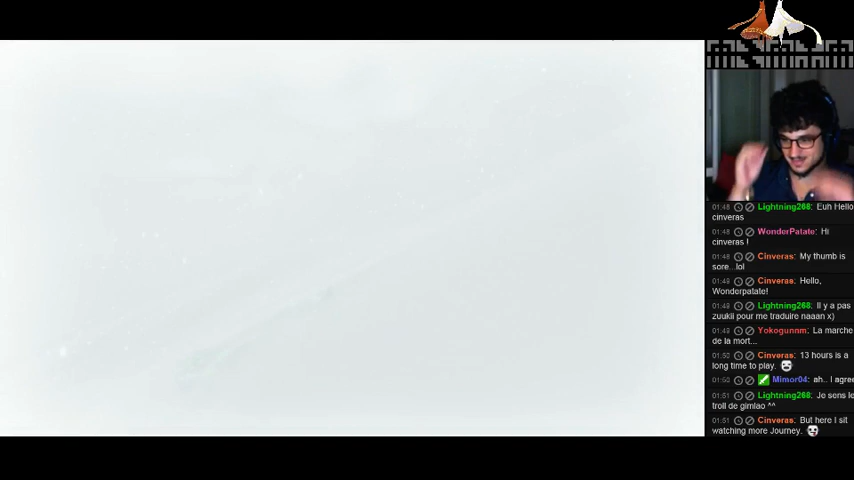 01:48 Lightning268: Euh Hello
cinveras
01:48 WonderPatate: Hi
cinveras !
01:48 Cinveras: My thumb is
sore...lol
01:49 Cinveras: Hello,
Wonderpatate!
01:49 Lightning268: Il y a pas
zuukii pour me traduire naaan x)
01:49 Yokogunnm: La marche
de la mort...
01:50 Cinveras: 13 hours is a
long time to play.
01:50 Mimor04: ah.. I agree
01:51 Lightning268: Je sens le
troll de gimlao ^^
01:51 Cinveras: But here I sit
watching more Journey.